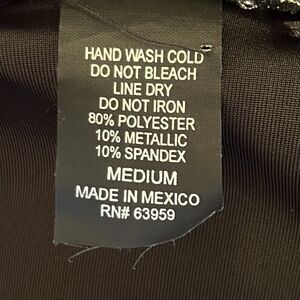 HAND WASH COLD
DO NOT BLEACH
LINE DRY
DO NOT IRON
80% POLYESTER
10% METALLIC
10% SPANDEX
MEDIUM
MADE IN MEXICO
RN# 63959